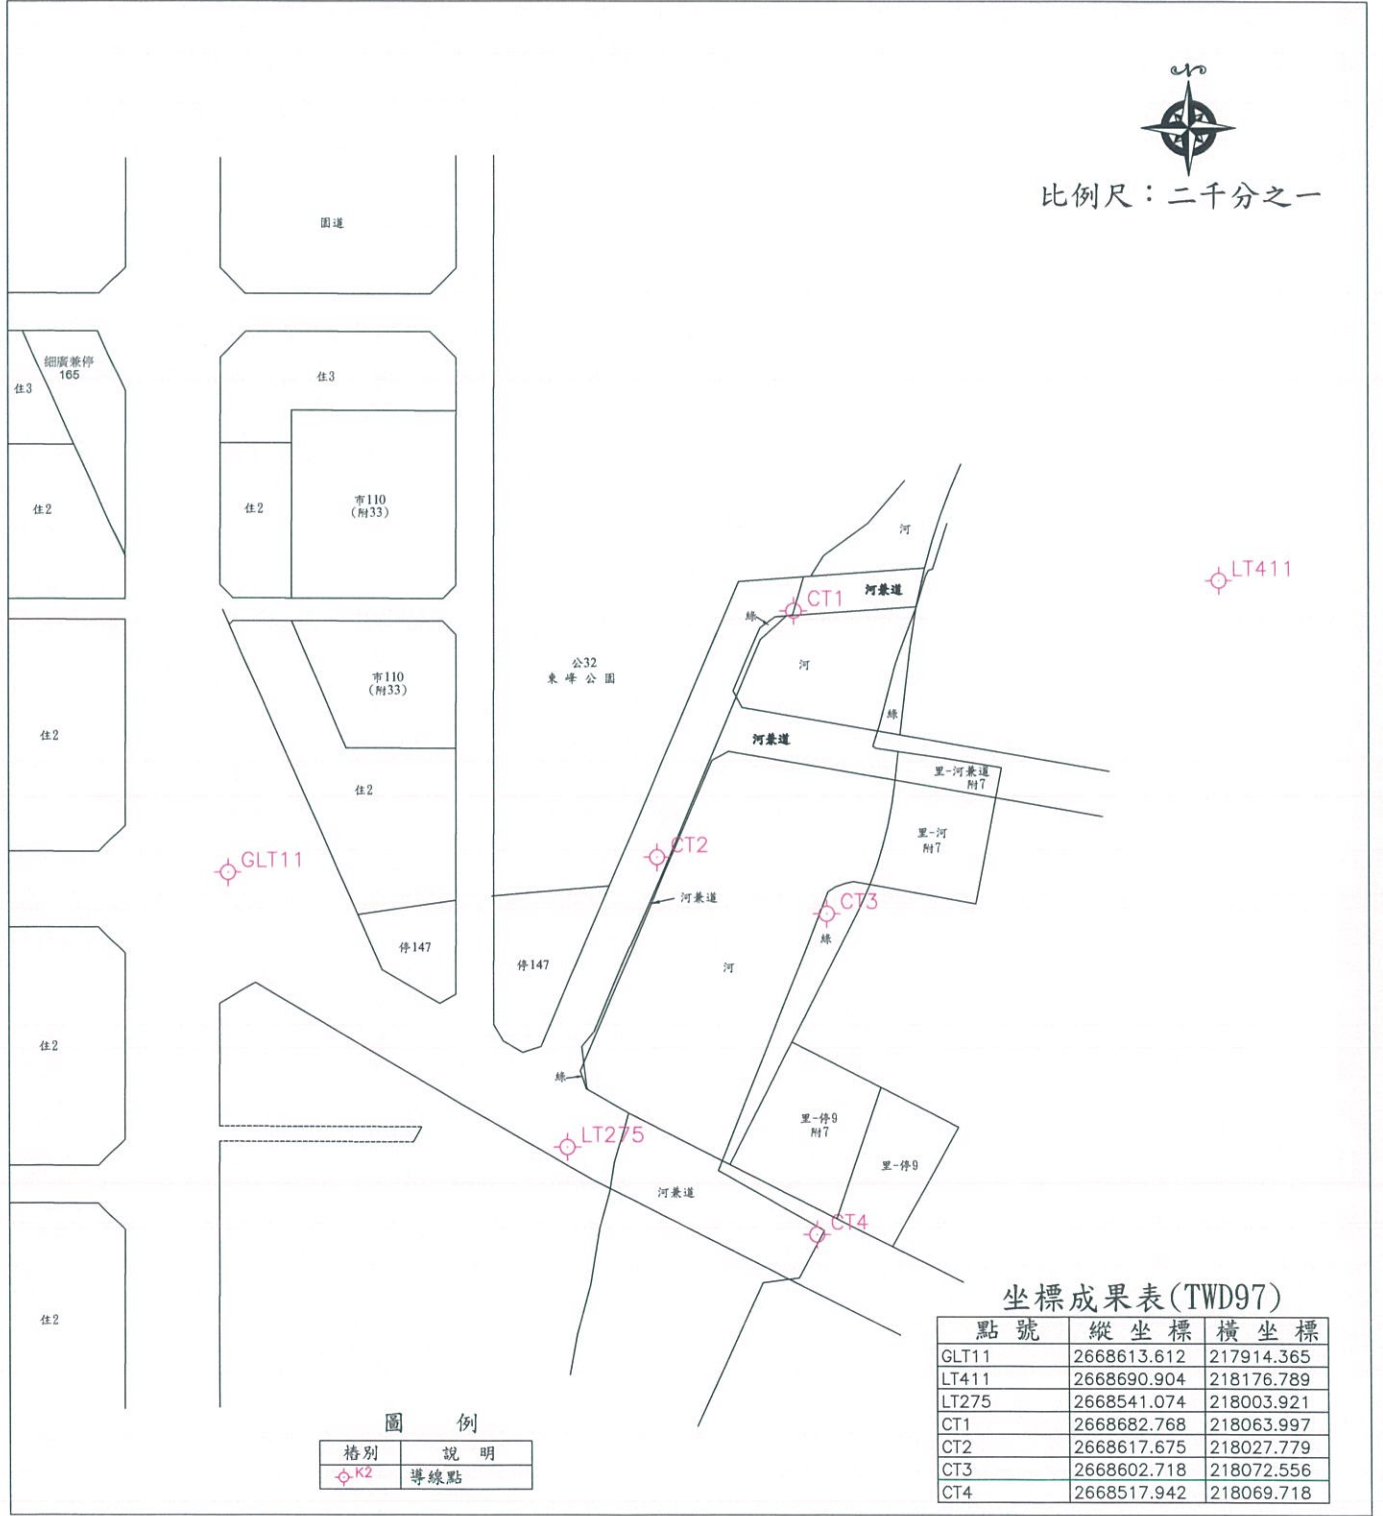 N
比例尺：二千分之一
園道
細廣兼停
165
住3
住3
住2
住2
市110
(附33)
河
LT411
CT1
河兼道
綠
公32
東峰公園
河
市110
(附33)
綠
住2
河兼道
里-河兼道
附7
住2
里-河
附7
CT2
GLT11
河兼道
CT3
綠
停147
停147
河
住2
綠
里-停9
附7
LT275
里-停9
河兼道
CT4
住2
坐標成果表(TWD97)
點號 縱坐標 橫坐標
GLT11 2668613.612 217914.365
LT411 2668690.904 218176.789
LT275 2668541.074 218003.921
CT1 2668682.768 218063.997
CT2 2668617.675 218027.779
CT3 2668602.718 218072.556
CT4 2668517.942 218069.718
圖例
樁別 說明
K2 導線點